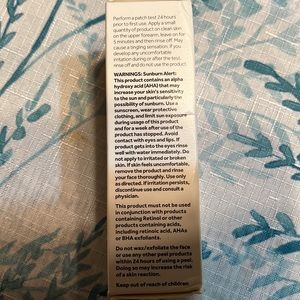 Perform a patch test 24 hours
prior to first use. Apply a small
quantity of product on clean skin
on the upper forearm, leave on for
5 minutes and then rinse off. May
cause a tingling sensation. If you
develop any uncomfortable
irritation during or after the test,
rinse off and do not use the product.
WARNINGS: Sunburn Alert:
This product contains an alpha
hydroxy acid (AHA) that may
increase your skin's sensitivity
to the sun and particularly the
possibility of sunburn. Use a
sunscreen, wear protective
clothing, and limit sun exposure
during usage of this product
and for a week after use of the
product has stopped. Avoid
contact with eyes and lips. If
product gets into the eyes rinse
well with water immediately. Do
not apply to irritated or broken
skin. If skin feels uncomfortable,
remove the product and rinse
your face thoroughly. Use only
as directed. If irritation persists,
discontinue use and consult a
physician.
This product must not be used
in conjunction with products
containing Retinol or other
products containing acids,
including retinoic acid, AHAs
or BHA exfoliants.
Do not wax/exfoliate the face
or use any other peel products
within 24 hours of using a peel.
Doing so may increase the risk
of a skin reaction.
Keep out of reach of children